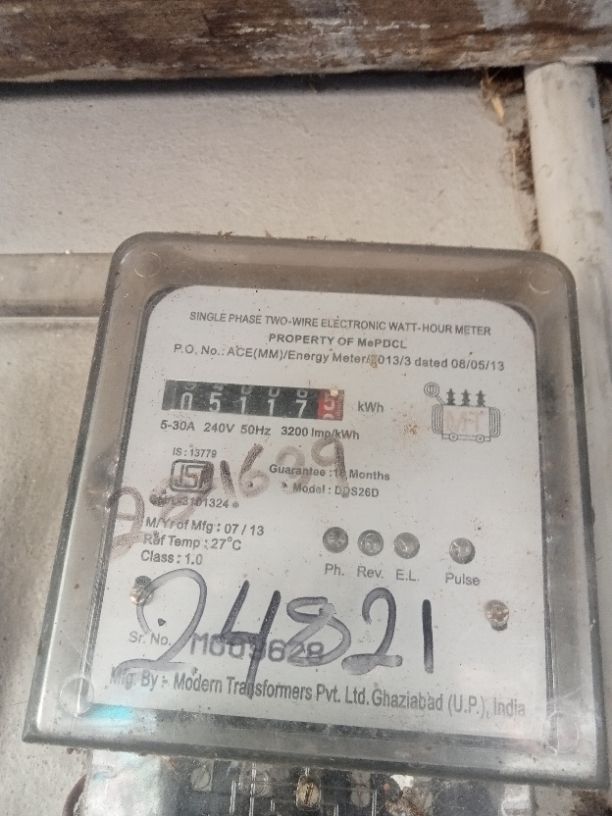 SINGLE PHASE TWO-WIRE ELECTRONIC WATT-HOUR METER
PROPERTY OF MePDCL
P.O. No.: ACE(MM)/Energy Meter/2013/3 dated 08/05/13
05117 kWh
5-30A 240V 50Hz 3200 Imp/kWh
M-T
IS : 13779
Guarantee : 18 Months
Model : DDS26D
M/Yr of Mfg : 07 / 13
Ref Temp : 27°C
Class : 1.0
Ph. Rev. E.L. Pulse
24821
Sr. No. M009628
Mfg. By :- Modern Transformers Pvt. Ltd. Ghaziabad (U.P.), India